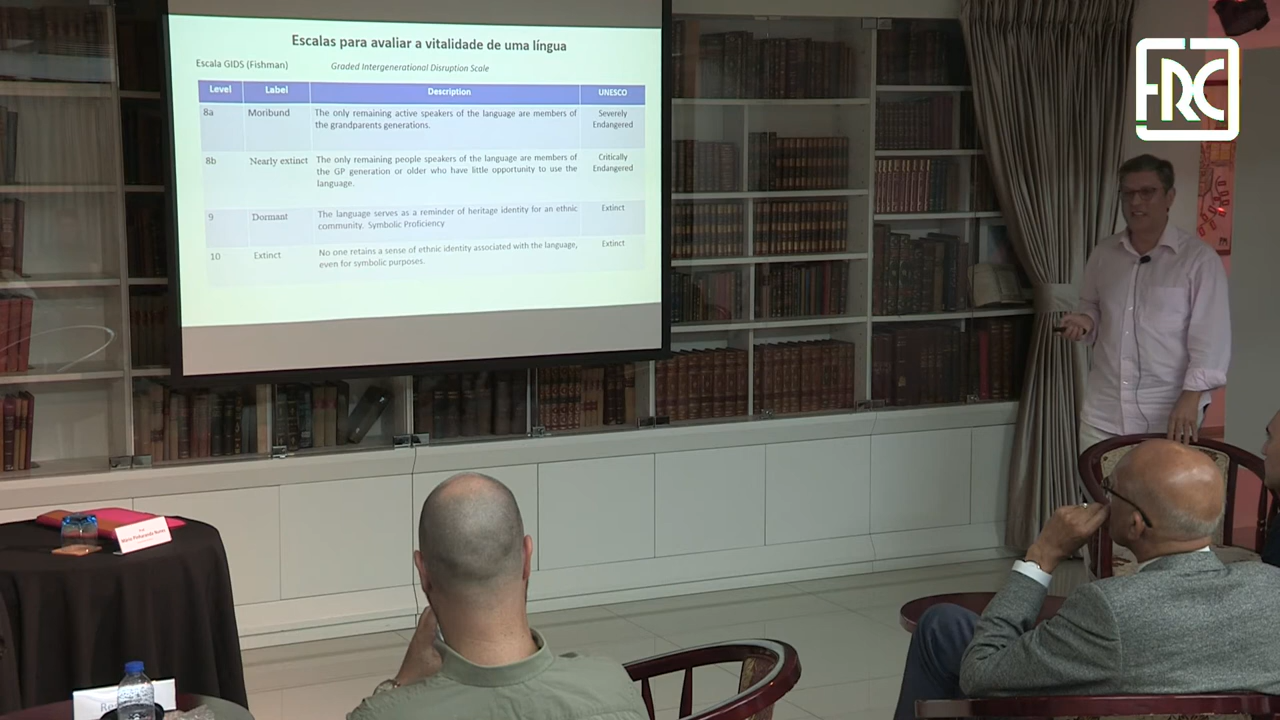 Escalas para avaliar a vitalidade de uma língua
Escala GIDS (Fishman)
Graded Intergenerational Disruption Scale
Level Label Description UNESCO
8a Moribund The only remaining active speakers of the language are members of the grandparents generations. Severely Endangered
8b Nearly extinct The only remaining people speakers of the language are members of the GP generation or older who have little opportunity to use the language. Critically Endangered
9 Dormant The language serves as a reminder of heritage identity for an ethnic community. Symbolic Proficiency Extinct
10 Extinct No one retains a sense of ethnic identity associated with the language, even for symbolic purposes. Extinct
FRC